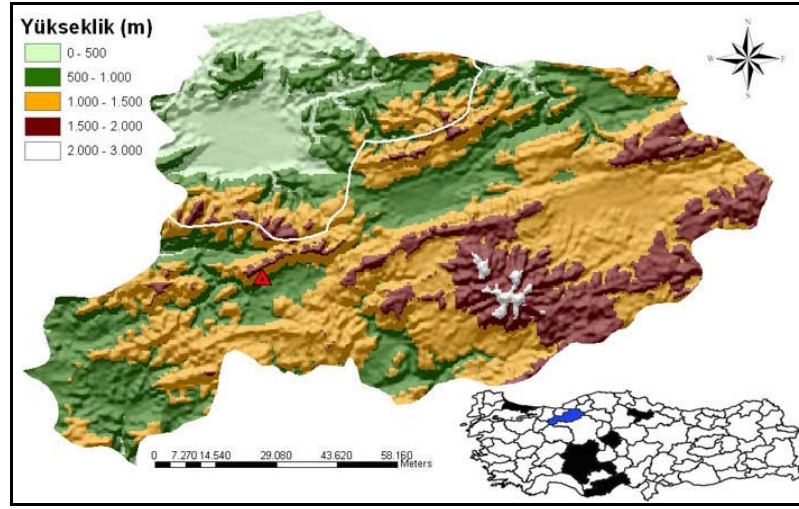 Yükseklik (m)
0 - 500
500 - 1.000
1.000 - 1.500
1.500 - 2.000
2.000 - 3.000
N
W E
S
0 7.270 14.540 29.080 43.620 58.160
Meters